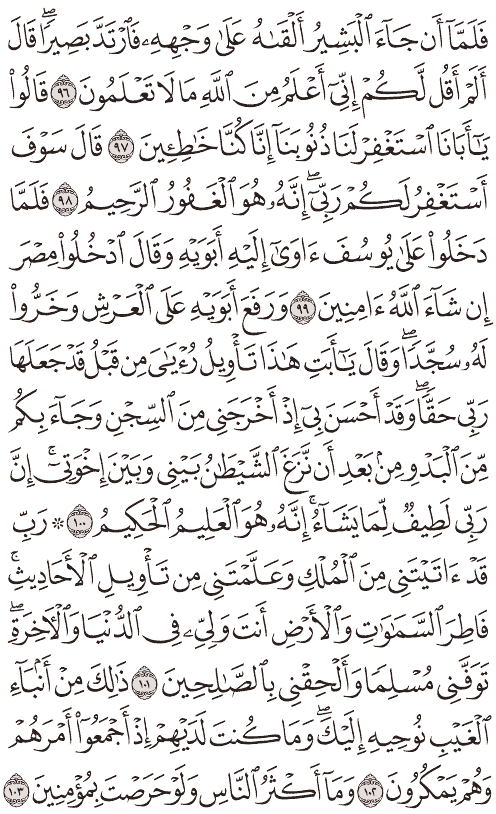 فَلَمَّآ أَن جَآءَ ٱلْبَشِيرُ أَلْقَىٰهُ عَلَىٰ وَجْهِهِۦ فَٱرْتَدَّ بَصِيرًۭا ۖ قَالَ
أَلَمْ أَقُل لَّكُمْ إِنِّىٓ أَعْلَمُ مِنَ ٱللَّهِ مَا لَا تَعْلَمُونَ ٩٦ قَالُوا۟
يَـٰٓأَبَانَا ٱسْتَغْفِرْ لَنَا ذُنُوبَنَآ إِنَّا كُنَّا خَـٰطِـِٔينَ ٩٧ قَالَ سَوْفَ
أَسْتَغْفِرُ لَكُمْ رَبِّىٓ ۖ إِنَّهُۥ هُوَ ٱلْغَفُورُ ٱلرَّحِيمُ ٩٨ فَلَمَّا
دَخَلُوا۟ عَلَىٰ يُوسُفَ ءَاوَىٰٓ إِلَيْهِ أَبَوَيْهِ وَقَالَ ٱدْخُلُوا۟ مِصْرَ
إِن شَآءَ ٱللَّهُ ءَامِنِينَ ٩٩ وَرَفَعَ أَبَوَيْهِ عَلَى ٱلْعَرْشِ وَخَرُّوا۟
لَهُۥ سُجَّدًۭا ۖ وَقَالَ يَـٰٓأَبَتِ هَـٰذَا تَأْوِيلُ رُءْيَـٰىَ مِن قَبْلُ قَدْ جَعَلَهَا
رَبِّى حَقًّۭا ۖ وَقَدْ أَحْسَنَ بِىٓ إِذْ أَخْرَجَنِى مِنَ ٱلسِّجْنِ وَجَآءَ بِكُم
مِّنَ ٱلْبَدْوِ مِنۢ بَعْدِ أَن نَّزَغَ ٱلشَّيْطَـٰنُ بَيْنِى وَبَيْنَ إِخْوَتِىٓ ۚ إِنَّ
رَبِّى لَطِيفٌۭ لِّمَا يَشَآءُ ۚ إِنَّهُۥ هُوَ ٱلْعَلِيمُ ٱلْحَكِيمُ ١٠٠ ۞ رَبِّ
قَدْ ءَاتَيْتَنِى مِنَ ٱلْمُلْكِ وَعَلَّمْتَنِى مِن تَأْوِيلِ ٱلْأَحَادِيثِ ۚ
فَاطِرَ ٱلسَّمَـٰوَٰتِ وَٱلْأَرْضِ أَنتَ وَلِىِّۦ فِى ٱلدُّنْيَا وَٱلْـَٔاخِرَةِ ۖ
تَوَفَّنِى مُسْلِمًۭا وَأَلْحِقْنِى بِٱلصَّـٰلِحِينَ ١٠١ ذَٰلِكَ مِنْ أَنۢبَآءِ
ٱلْغَيْبِ نُوحِيهِ إِلَيْكَ ۖ وَمَا كُنتَ لَدَيْهِمْ إِذْ أَجْمَعُوٓا۟ أَمْرَهُمْ
وَهُمْ يَمْكُرُونَ ١٠٢ وَمَآ أَكْثَرُ ٱلنَّاسِ وَلَوْ حَرَصْتَ بِمُؤْمِنِينَ ١٠٣